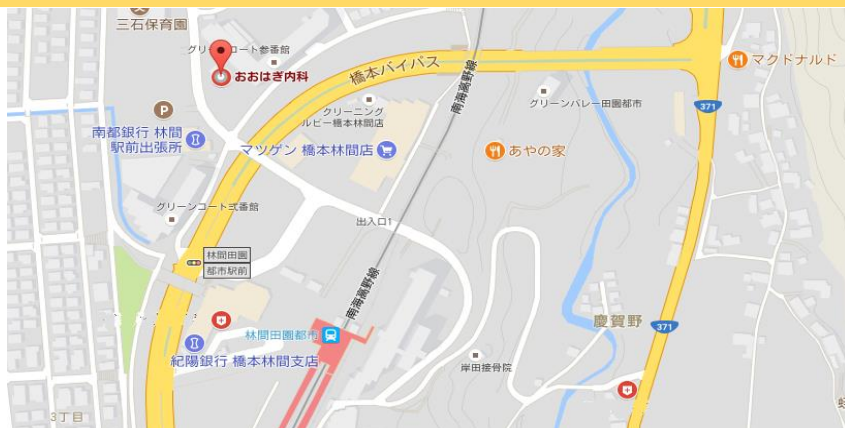 三石保育園
グリーンコート参番館
おおはぎ内科
橋本バイパス
南海高野線
マクドナルド
クリーニング
ルビー橋本林間店
グリーンバレー田園都市
371
P
南都銀行 林間
駅前出張所
マツゲン 橋本林間店
あやの家
グリーンコート弍番館
出入口1
林間田園
都市駅前
南海高野線
慶賀野
371
林間田園都市
紀陽銀行 橋本林間支店
岸田接骨院
3丁目